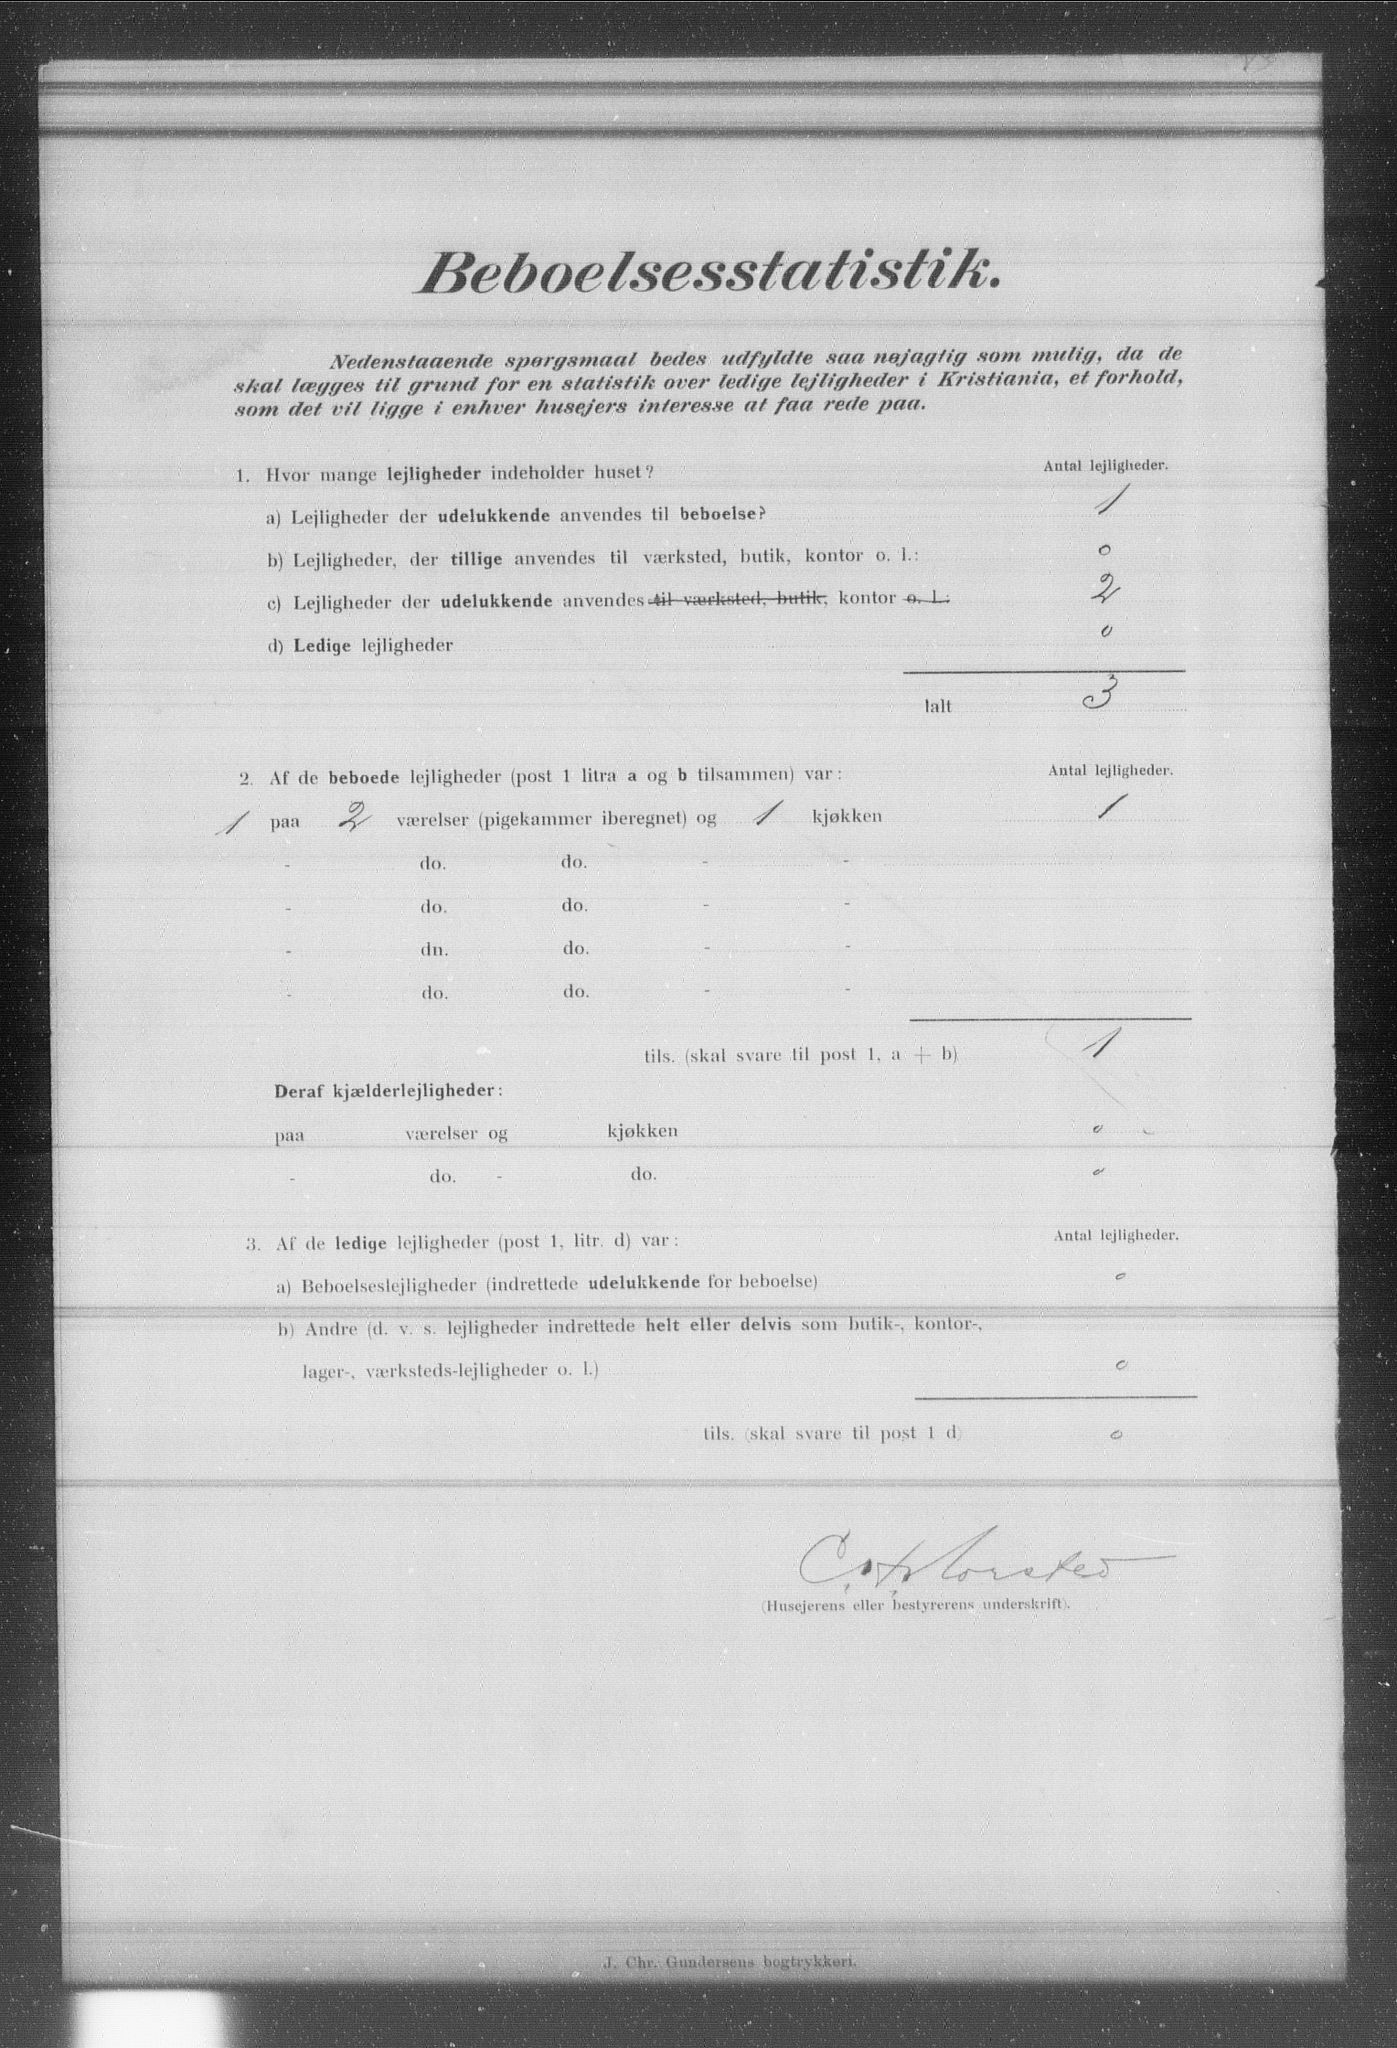 Beboelsesstatistik.
Nedenstaaende spørgsmaal bedes udfyldte saa nøjagtig som mulig, da de
skal lægges til grund for en statistik over ledige lejligheder i Kristiania, et forhold,
som det vil ligge i enhver husejers interesse at faa rede paa.
1. Hvor mange lejligheder indeholder huset? Antal lejligheder.
a) Lejligheder der udelukkende anvendes til beboelse? 1
b) Lejligheder, der tillige anvendes til værksted, butik, kontor o. l.: 0
c) Lejligheder der udelukkende anvendes til værksted, butik, kontor o. l.: 2
d) Ledige lejligheder 0
Ialt 3
2. Af de beboede lejligheder (post 1 litra a og b tilsammen) var: Antal lejligheder.
1 paa 2 værelser (pigekammer iberegnet) og 1 kjøkken 1
- do. do. - -
- do. do. - -
- dn. do. - -
- do. do. - -
tils. (skal svare til post 1, a + b) 1
Deraf kjælderlejligheder:
paa værelser og kjøkken 0
- do. - do. 0
3. Af de ledige lejligheder (post 1, litr. d) var: Antal lejligheder.
a) Beboelseslejligheder (indrettede udelukkende for beboelse) 0
b) Andre (d. v. s. lejligheder indrettede helt eller delvis som butik-, kontor-,
lager-, værksteds-lejligheder o. l.) 0
tils. (skal svare til post 1 d) 0
(Husejerens eller bestyrerens underskrift).
J. Chr. Gundersens bogtrykkeri.